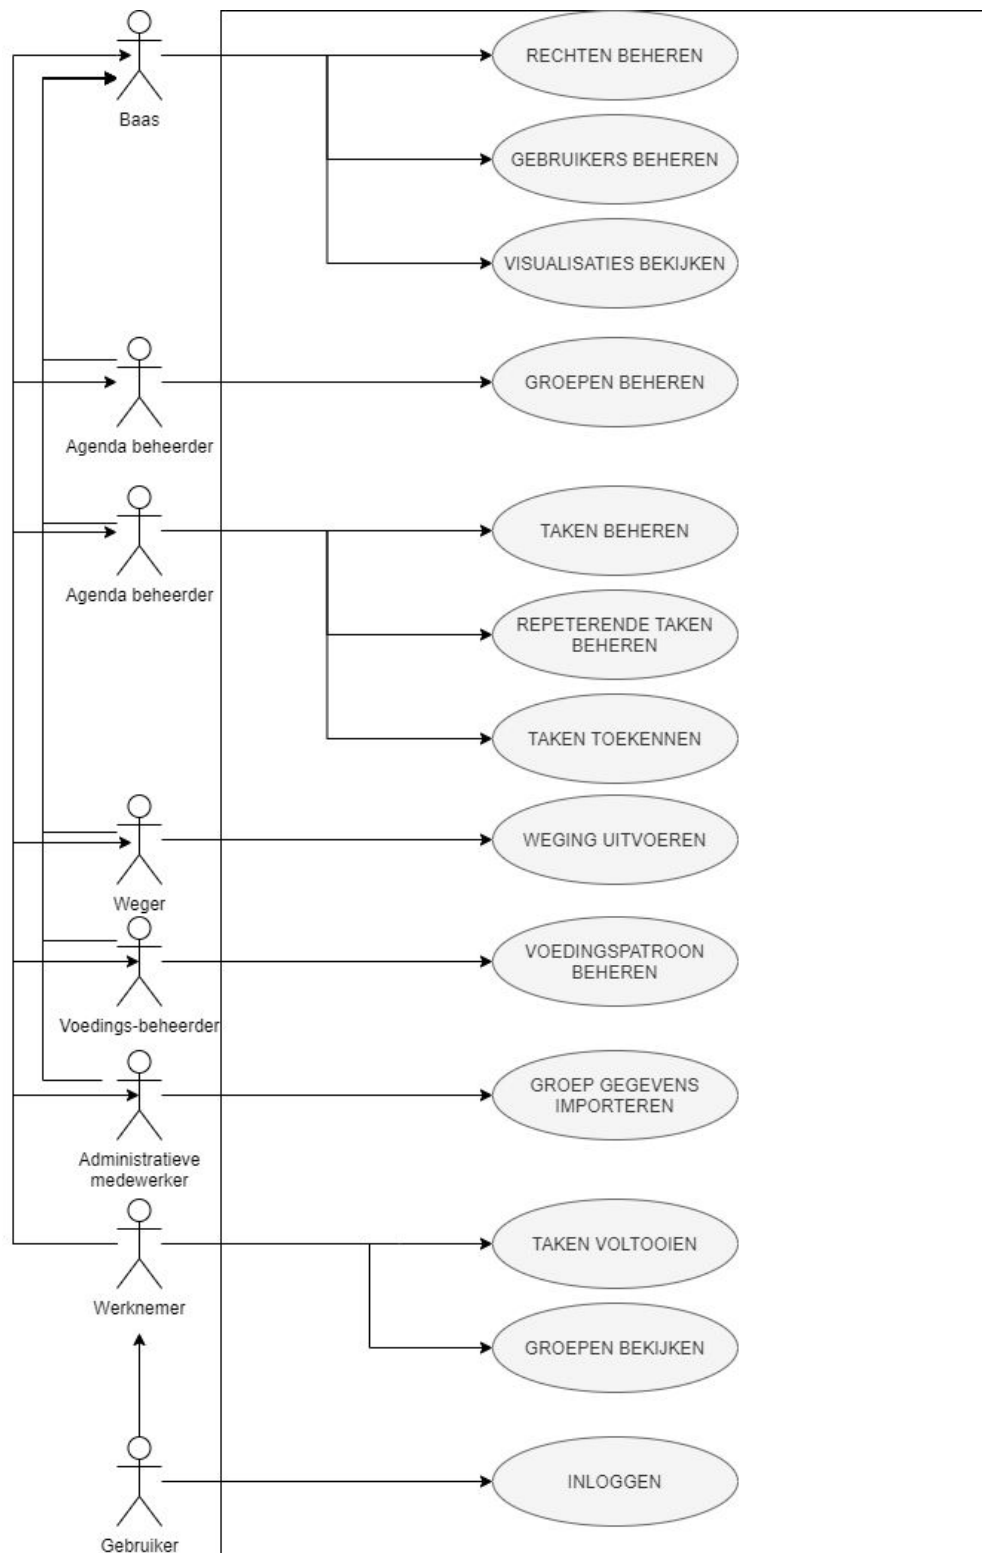 RECHTEN BEHEREN
Baas
GEBRUIKERS BEHEREN
VISUALISATIES BEKIJKEN
GROEPEN BEHEREN
Agenda beheerder
TAKEN BEHEREN
Agenda beheerder
REPETERENDE TAKEN
BEHEREN
TAKEN TOEKENNEN
WEGING UITVOEREN
Weger
VOEDINGSPATROON
BEHEREN
Voedings-beheerder
GROEP GEGEVENS
IMPORTEREN
Administratieve
medewerker
TAKEN VOLTOOIEN
Werknemer
GROEPEN BEKIJKEN
INLOGGEN
Gebruiker